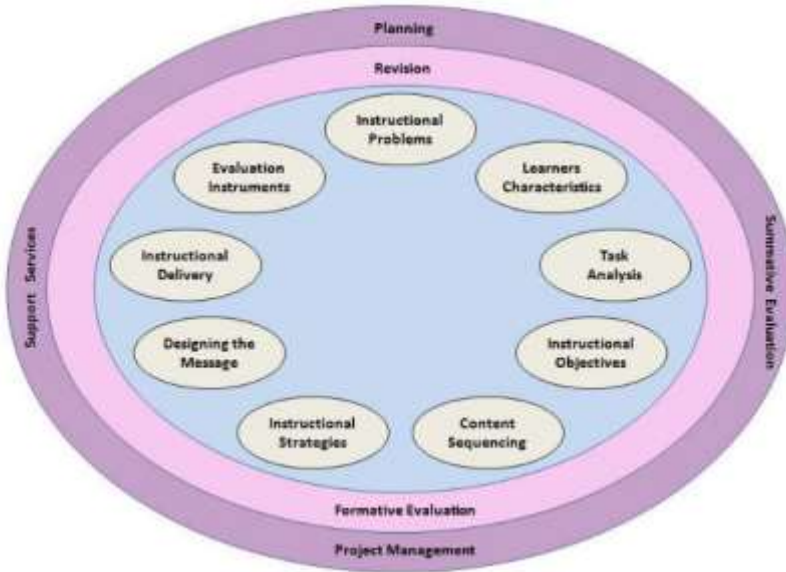 Planning
Revision
Instructional
Problems
Evaluation
Instruments
Learners
Characteristics
Instructional
Delivery
Task
Analysis
Support Services
Summative Evaluation
Designing the
Message
Instructional
Objectives
Instructional
Strategies
Content
Sequencing
Formative Evaluation
Project Management